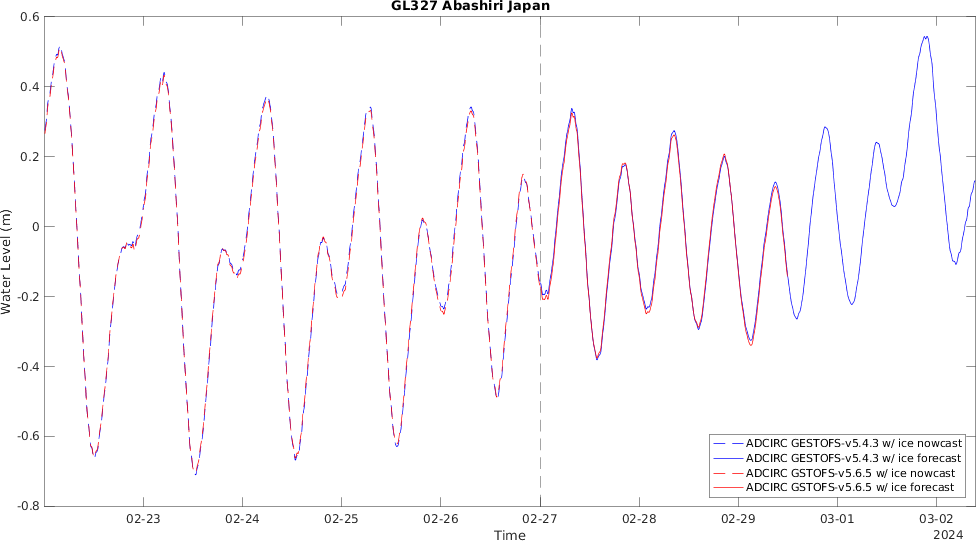 GL327 Abashiri Japan
Water Level (m)
0.6
0.4
0.2
0
-0.2
-0.4
-0.6
-0.8
02-23
02-24
02-25
02-26
02-27
02-28
02-29
03-01
03-02
2024
Time
ADCIRC GESTOFS-v5.4.3 w/ ice nowcast
ADCIRC GESTOFS-v5.4.3 w/ ice forecast
ADCIRC GSTOFS-v5.6.5 w/ ice nowcast
ADCIRC GSTOFS-v5.6.5 w/ ice forecast